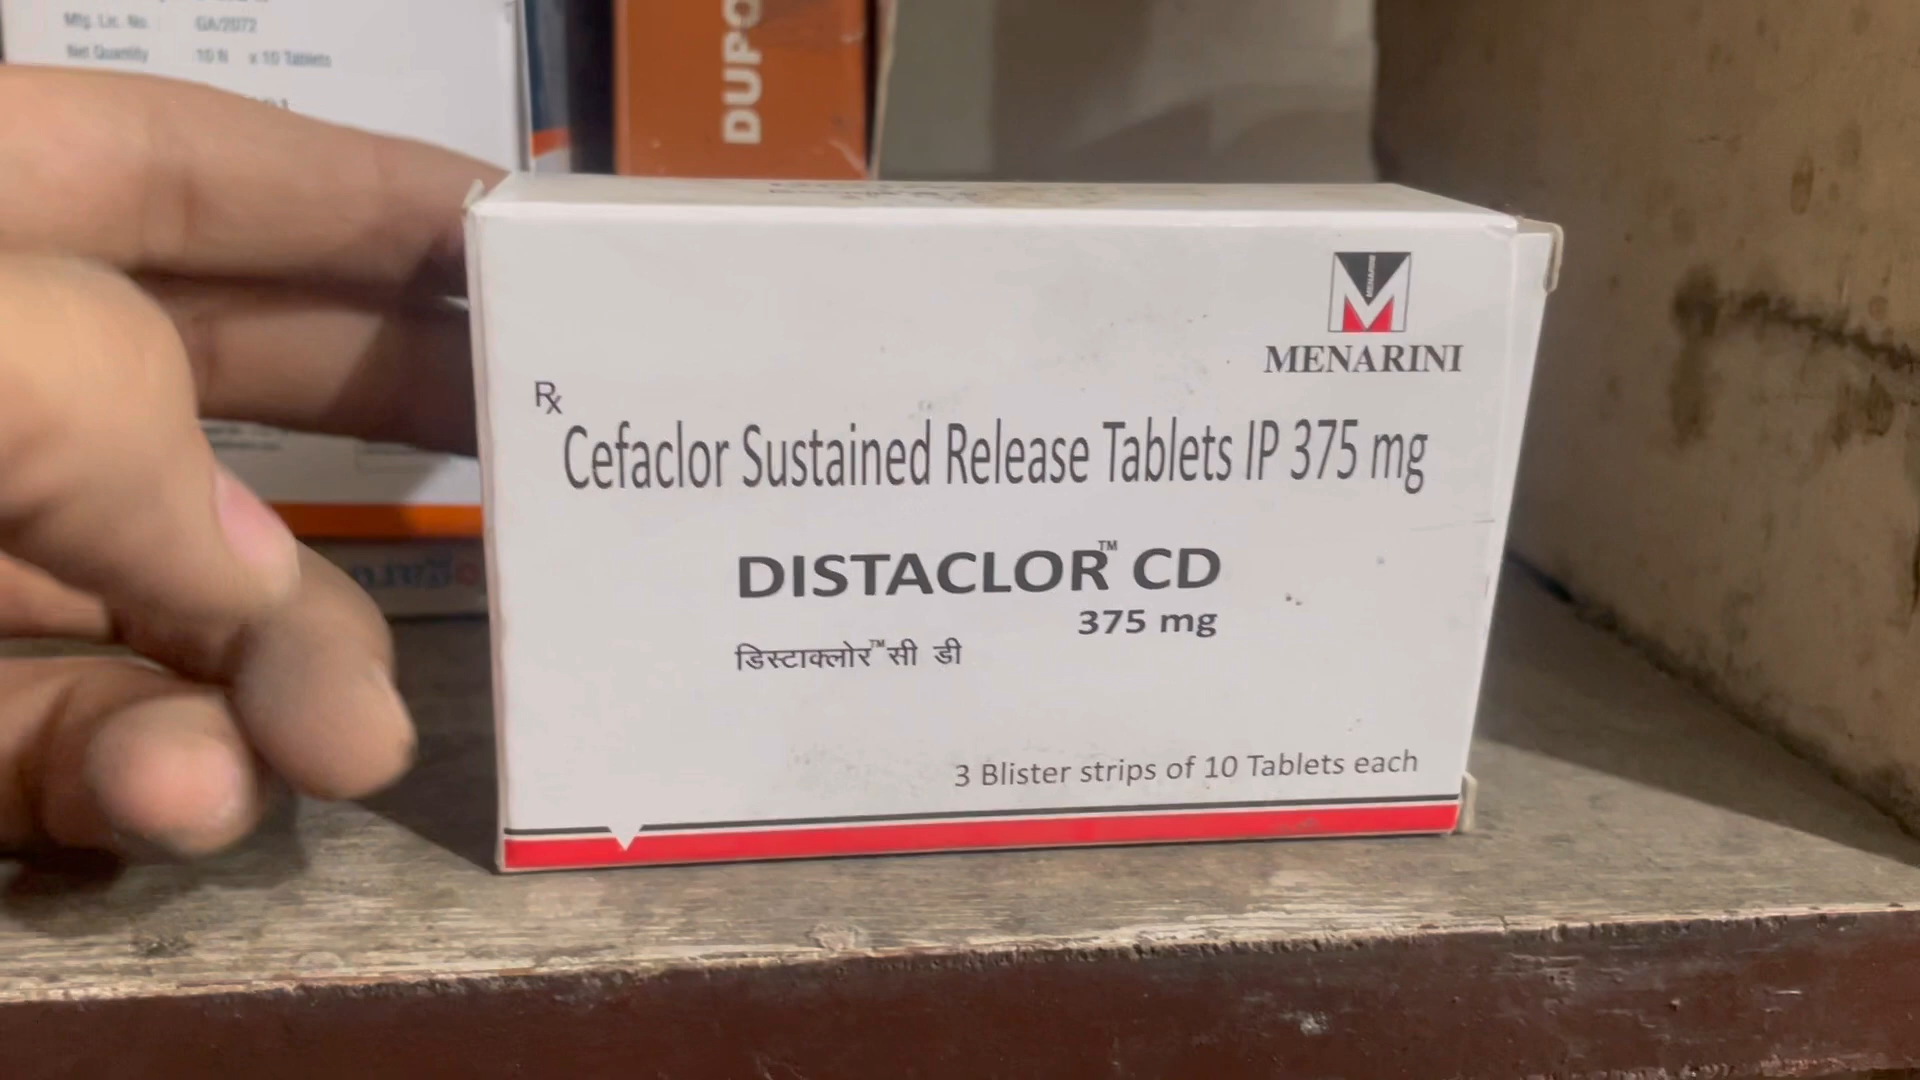 Mfg. Lic. No. GA/2072
Net Quantity 10 N x 10 Tablets
DUPO
MENARINI
Rx
Cefaclor Sustained Release Tablets IP 375 mg
DISTACLOR™ CD
375 mg
डिस्टाक्लोर™ सी डी
3 Blister strips of 10 Tablets each